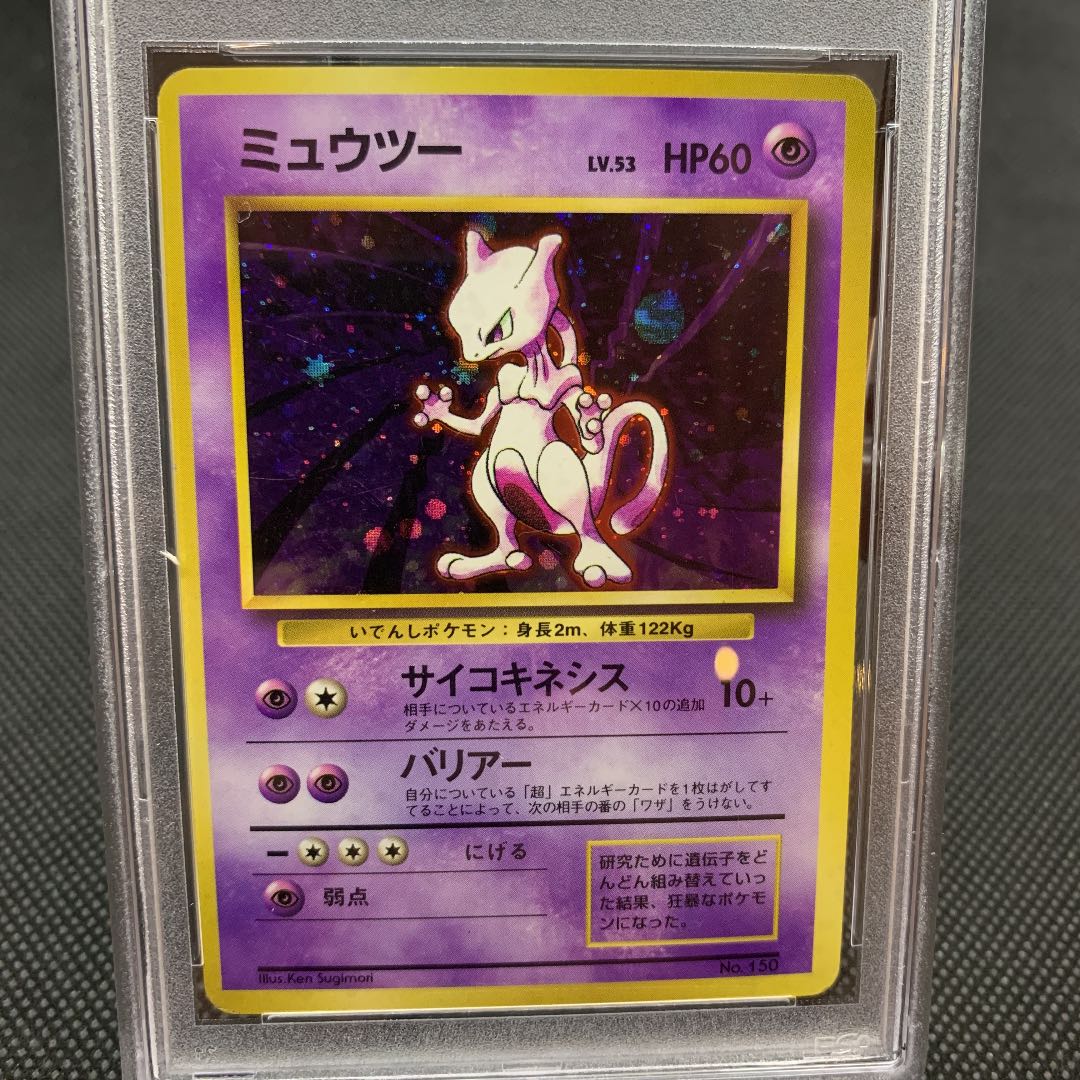 ミュウツー LV.53 HP60
いでんしポケモン：身長2m、体重122Kg
サイコキネシス 10+
相手についているエネルギーカード×10の追加
ダメージをあたえる。
バリアー
自分についている「超」エネルギーカードを1枚はがしてす
てることによって、次の相手の番の「ワザ」をうけない。
にげる
弱点
研究ために遺伝子をど
んどん組み替えていっ
た結果、狂暴なポケモ
ンになった。
Illus.Ken Sugimori No. 150